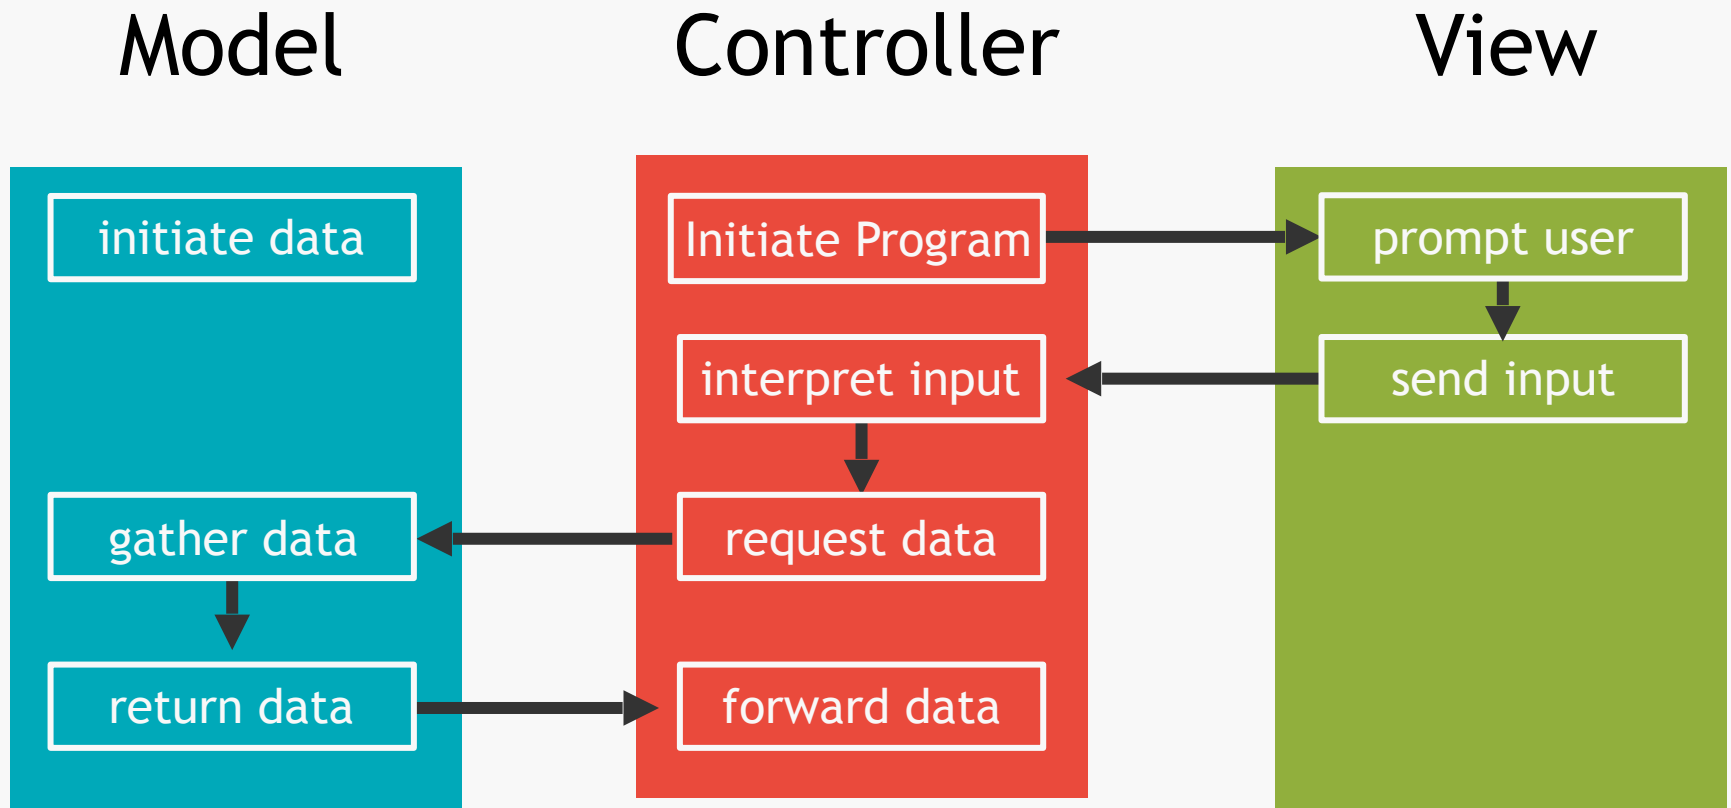 Model
Controller
View
initiate data
Initiate Program
prompt user
interpret input
send input
gather data
request data
return data
forward data